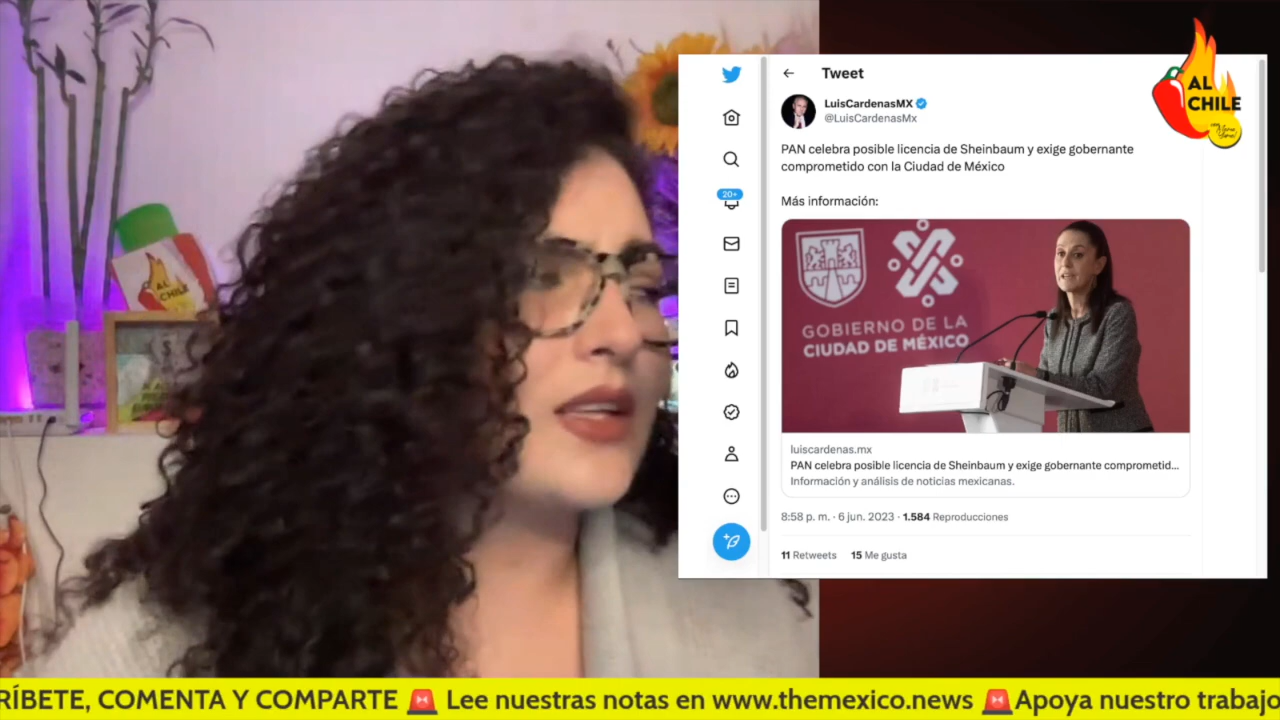 AL
CHILE
Tweet
LuisCardenasMX
@LuisCardenasMx
PAN celebra posible licencia de Sheinbaum y exige gobernante
comprometido con la Ciudad de México
Más información:
20+
GOBIERNO DE LA
CIUDAD DE MÉXICO
luiscardenas.mx
PAN celebra posible licencia de Sheinbaum y exige gobernante comprometid...
Información y análisis de noticias mexicanas.
8:58 p. m. · 6 jun. 2023 · 1.584 Reproducciones
11 Retweets 15 Me gusta
AL
CHILE
RÍBETE, COMENTA Y COMPARTE 🚨 Lee nuestras notas en www.themexico.news 🚨Apoya nuestro trabajo